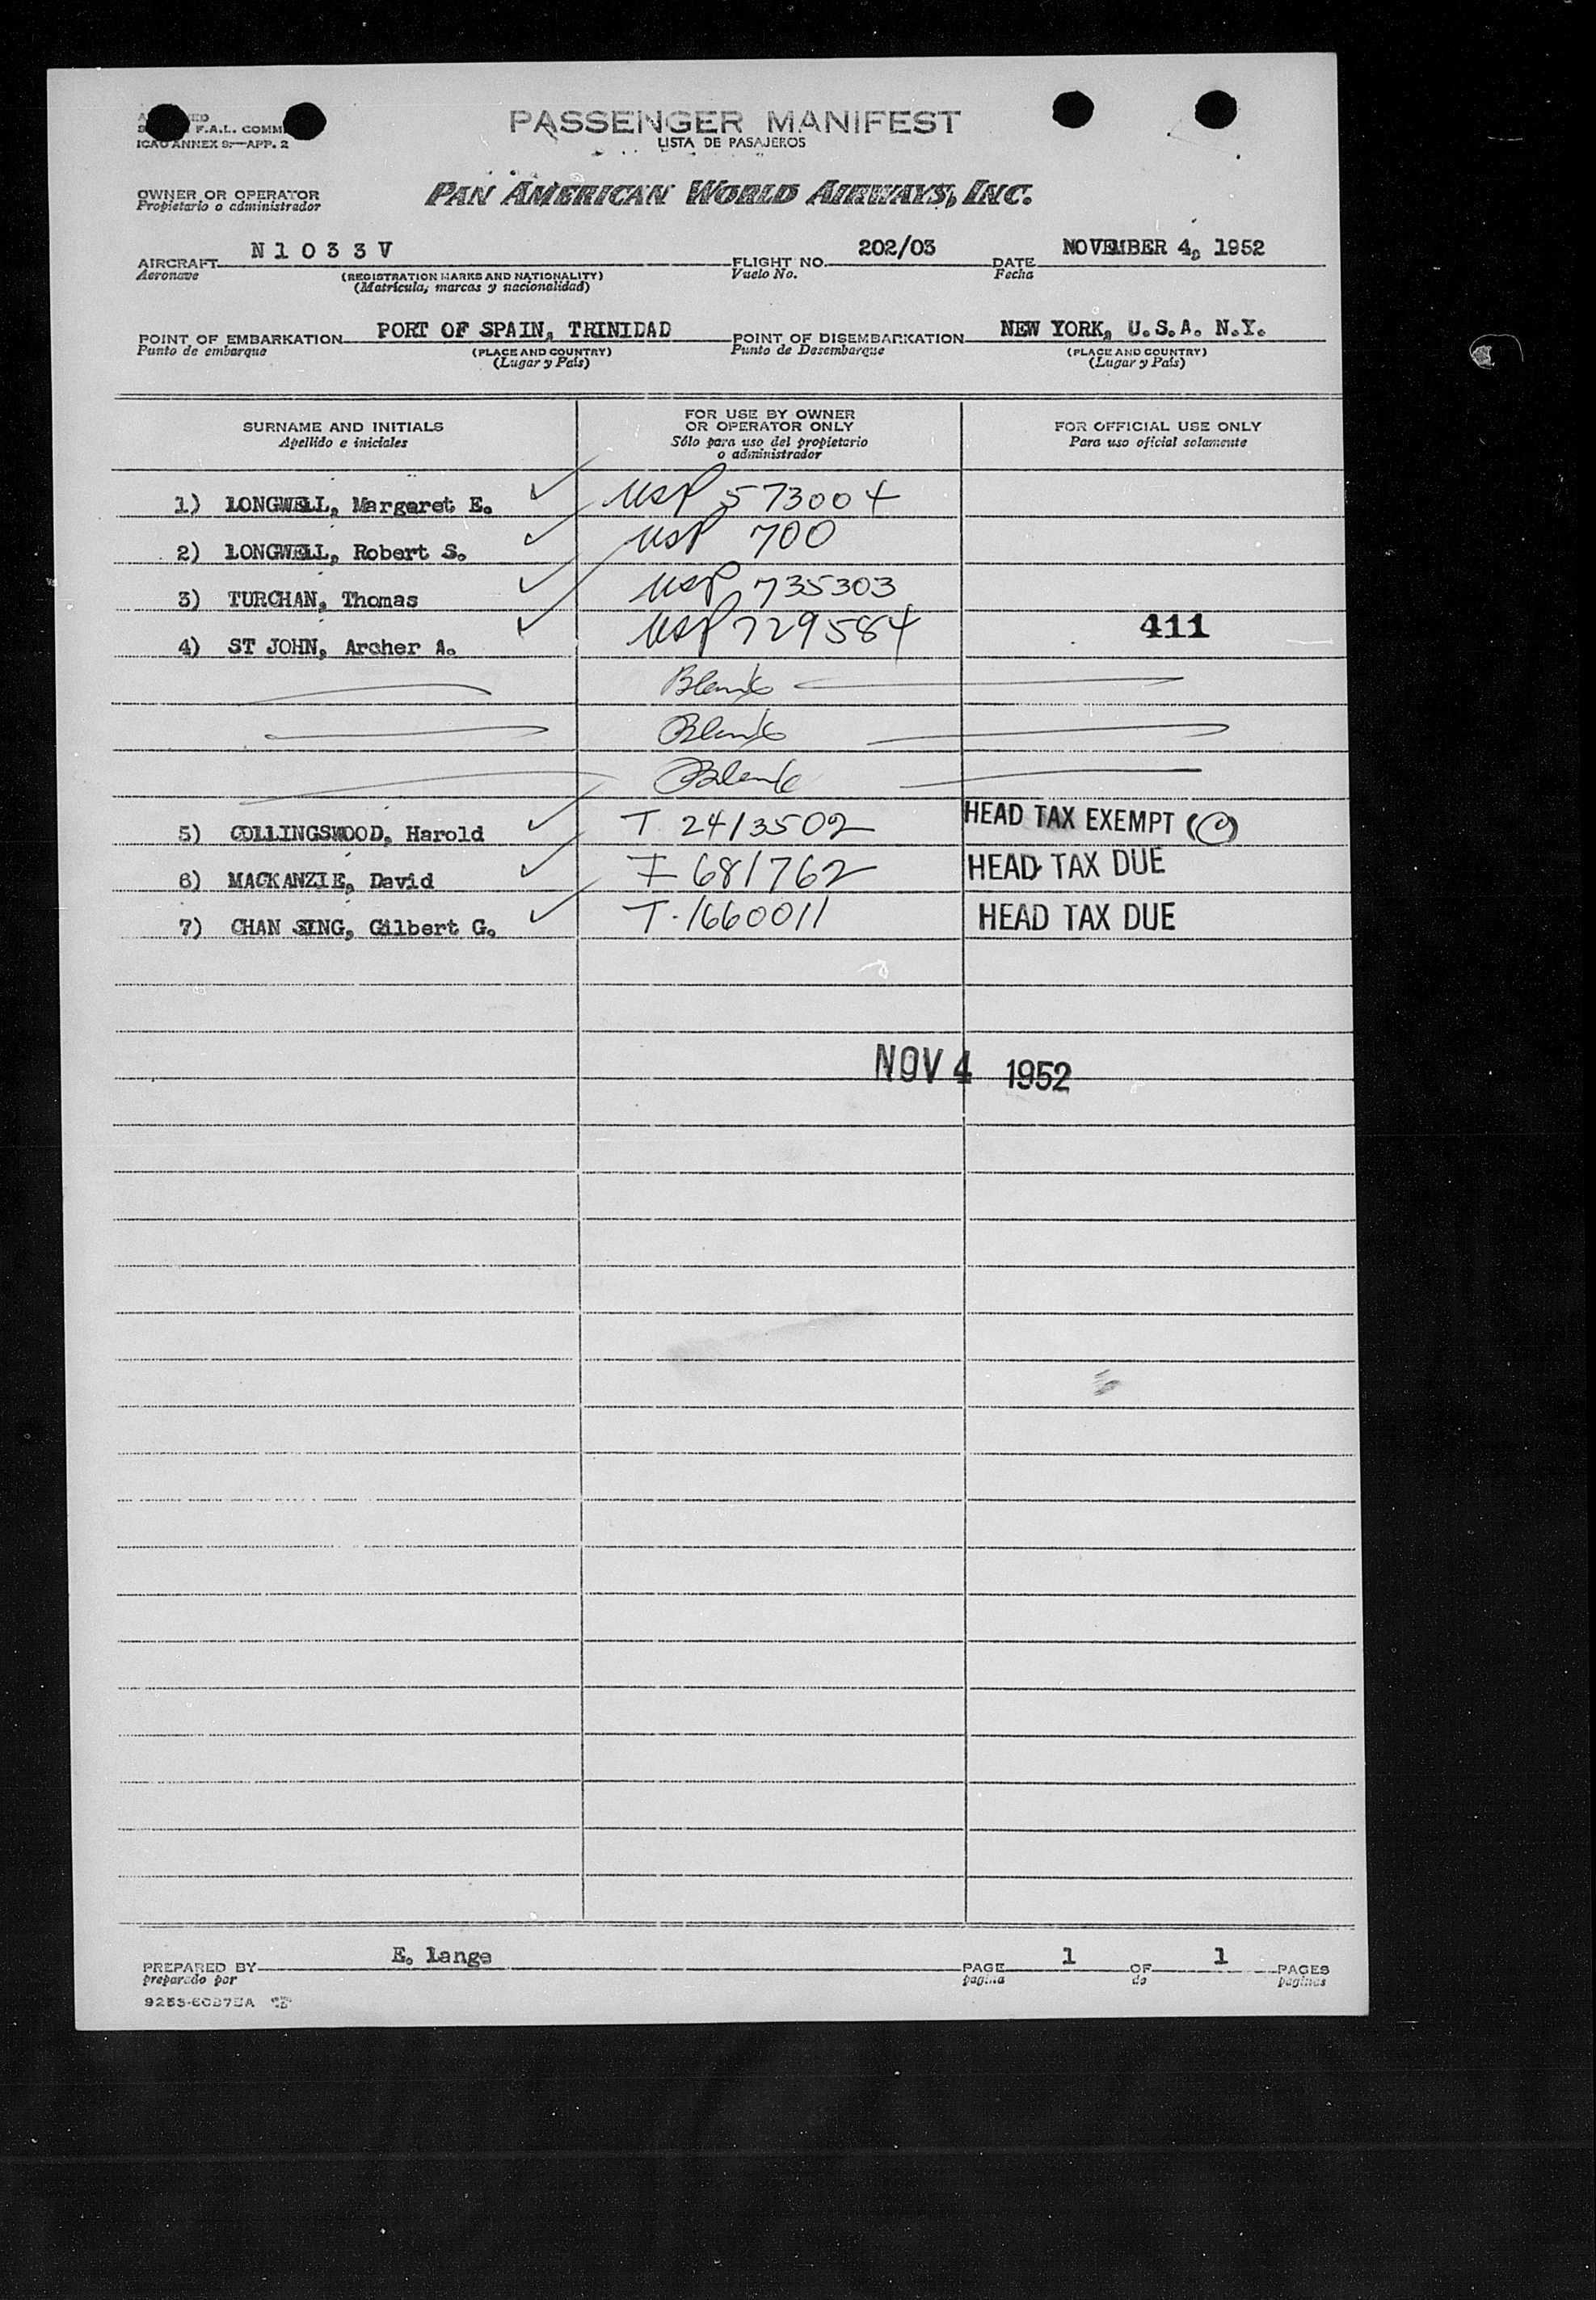 F.A.L. COMM
ICAO ANNEX 9.—APP. 2
PASSENGER MANIFEST
LISTA DE PASAJEROS
OWNER OR OPERATOR
Propietario o administrador
PAN AMERICAN WORLD AIRWAYS, INC.
AIRCRAFT N 1 0 3 3 V FLIGHT NO. 202/03 DATE NOVEMBER 4, 1952
Aeronave (REGISTRATION MARKS AND NATIONALITY) Vuelo No. Fecha
(Matrícula, marcas y nacionalidad)
POINT OF EMBARKATION PORT OF SPAIN, TRINIDAD POINT OF DISEMBARKATION NEW YORK, U.S.A. N.Y.
Punto de embarque (PLACE AND COUNTRY) Punto de Desembarque (PLACE AND COUNTRY)
(Lugar y País) (Lugar y País)
SURNAME AND INITIALS
Apellido e iniciales
FOR USE BY OWNER
OR OPERATOR ONLY
Sólo para uso del propietario
o administrador
FOR OFFICIAL USE ONLY
Para uso oficial solamente
1) LONGWELL, Margaret E. USP 573004
2) LONGWELL, Robert S. USP 700
3) TURCHAN, Thomas USP 735303
4) ST JOHN, Archer A. USP 729584 411
Blank
Blank
Blank
5) COLLINGSWOOD, Harold T. 2413502 HEAD TAX EXEMPT (C)
6) MACKANZIE, David I 681762 HEAD TAX DUE
7) CHAN SING, Gilbert G. T. 1660011 HEAD TAX DUE
NOV 4 1952
PREPARED BY E. Lange PAGE 1 OF 1 PAGES
preparado por pagina de paginas